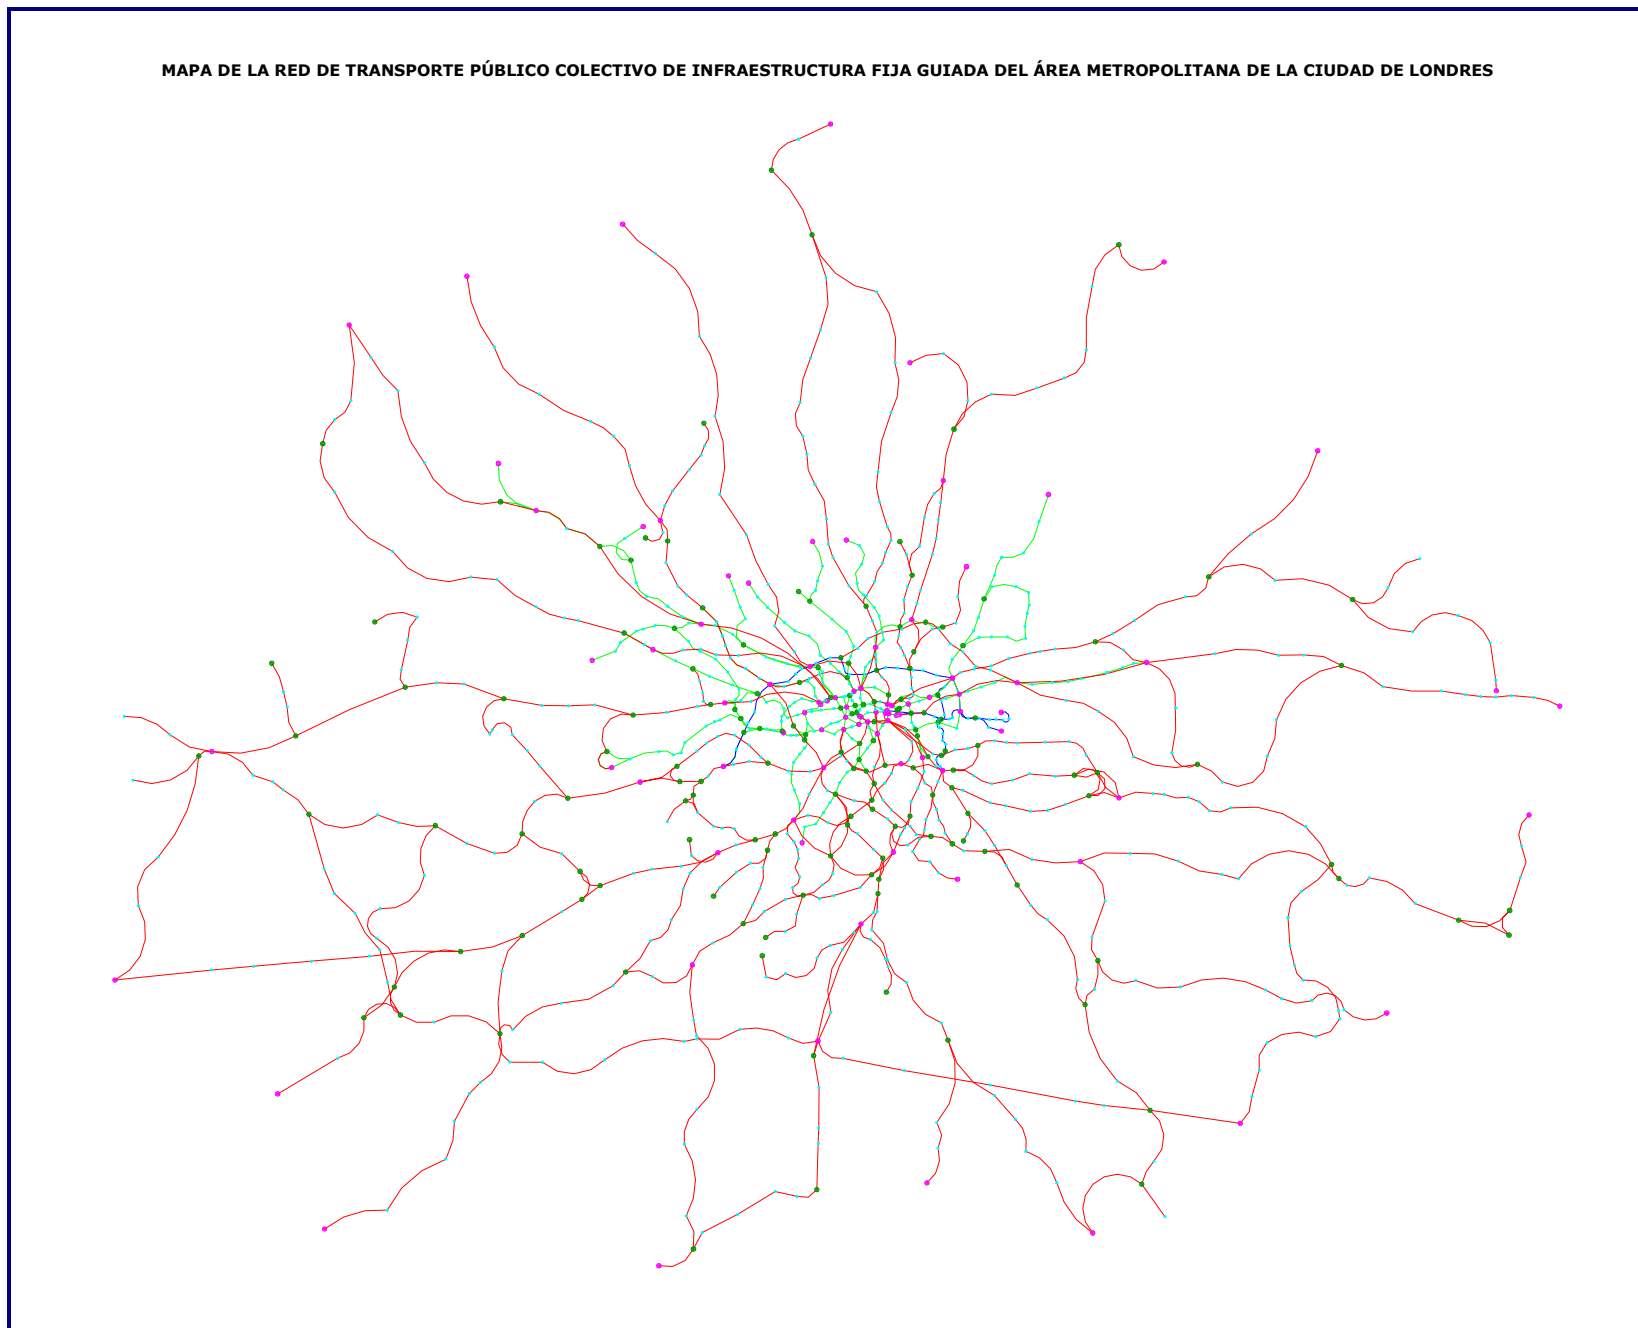 MAPA DE LA RED DE TRANSPORTE PÚBLICO COLECTIVO DE INFRAESTRUCTURA FIJA GUIADA DEL ÁREA METROPOLITANA DE LA CIUDAD DE LONDRES